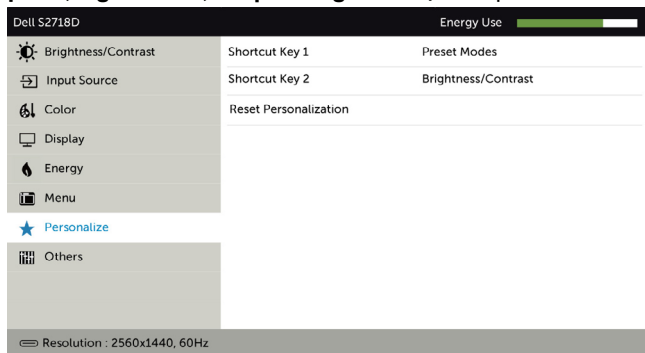 Dell S2718D Energy Use
Brightness/Contrast Shortcut Key 1 Preset Modes
Input Source Shortcut Key 2 Brightness/Contrast
Color Reset Personalization
Display
Energy
Menu
Personalize
Others
Resolution : 2560x1440, 60Hz